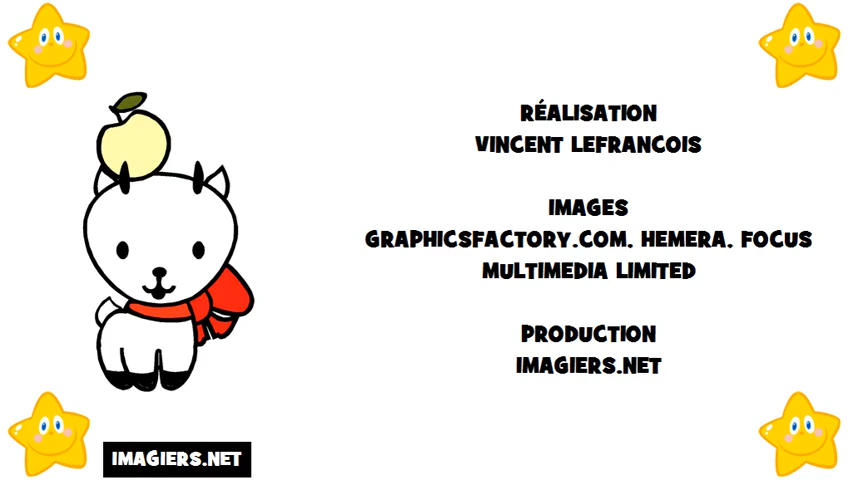 RÉALISATION
VINCENT LEFRANCOIS
IMAGES
GRAPHICSFACTORY.COM, HEMERA, FOCUS
MULTIMEDIA LIMITED
PRODUCTION
IMAGIERS.NET
IMAGIERS.NET